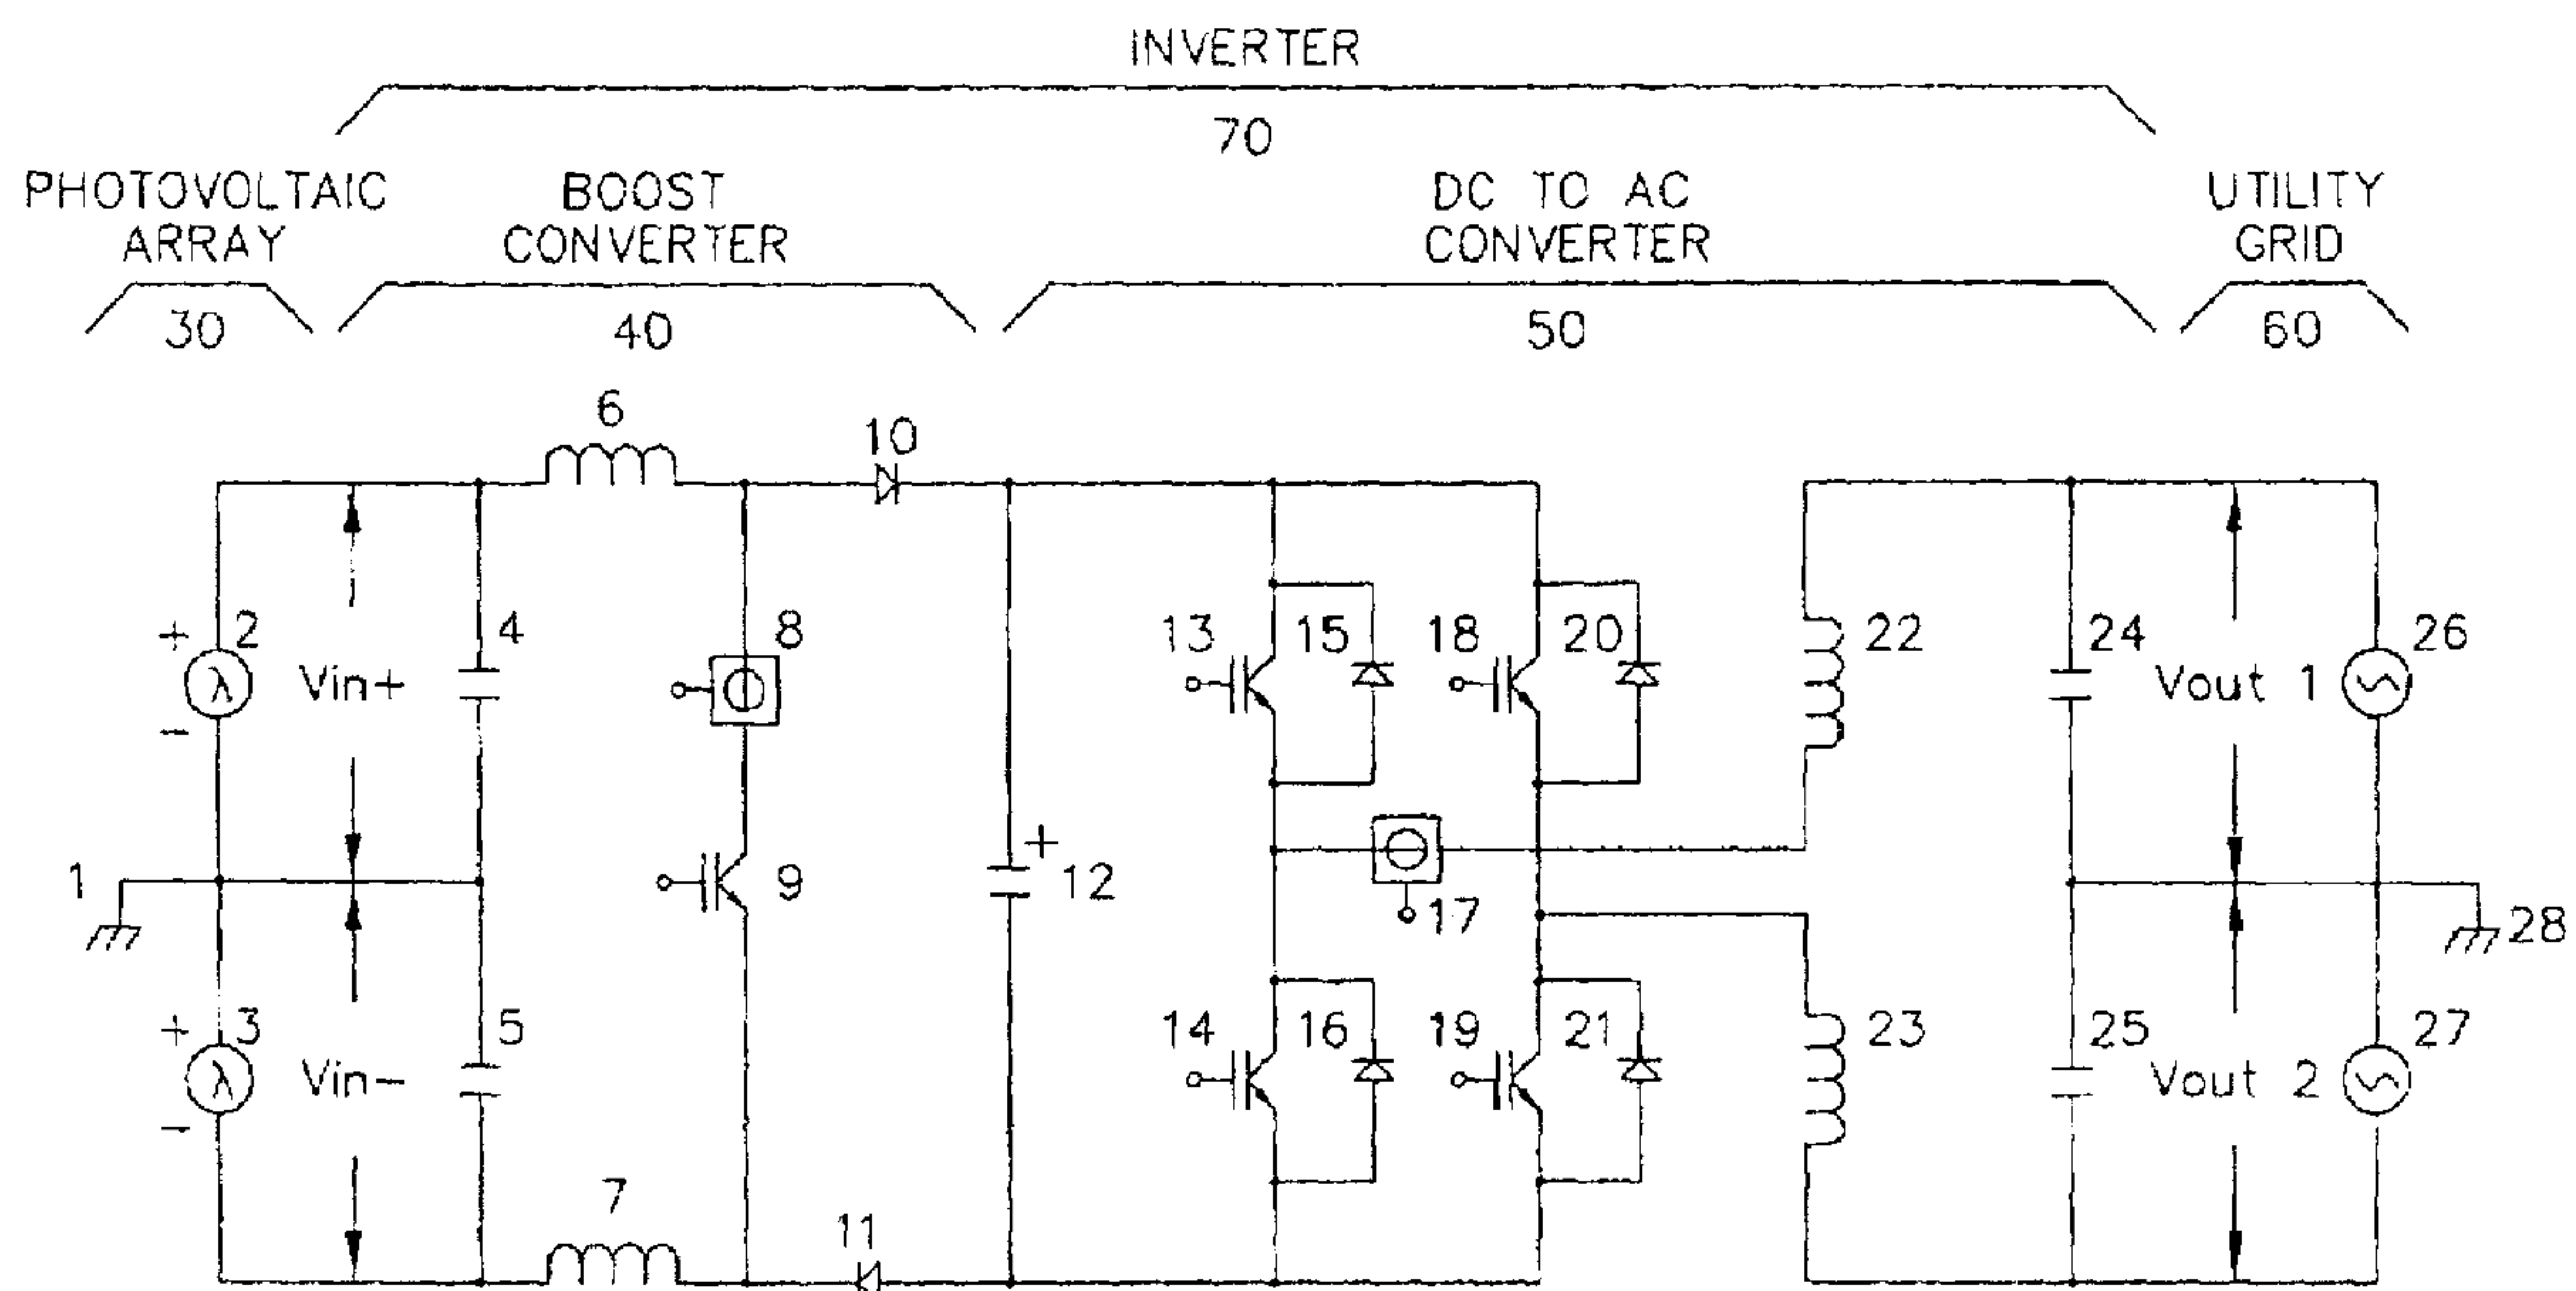 INVERTER
70
PHOTOVOLTAIC
ARRAY
30
BOOST
CONVERTER
40
DC TO AC
CONVERTER
50
UTILITY
GRID
60
6
10
+ 2
-
Vin+
4
8
13
15
18
20
22
24
Vout 1
26
1
9
+
12
17
28
+ 3
-
Vin-
5
14
16
19
21
23
25
Vout 2
27
7
11